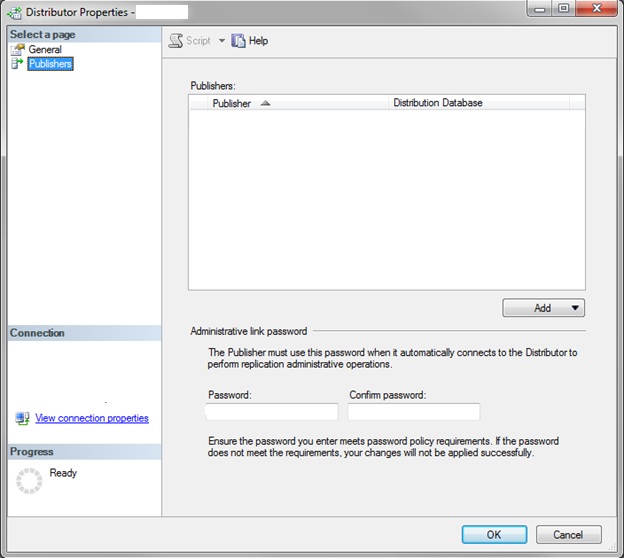 Distributor Properties -
Select a page
General
Publishers
Script
Help
Publishers:
Publisher
Distribution Database
Add
Administrative link password
The Publisher must use this password when it automatically connects to the Distributor to
perform replication administrative operations.
Password:
Confirm password:
Ensure the password you enter meets password policy requirements. If the password
does not meet the requirements, your changes will not be applied successfully.
Connection
View connection properties
Progress
Ready
OK
Cancel